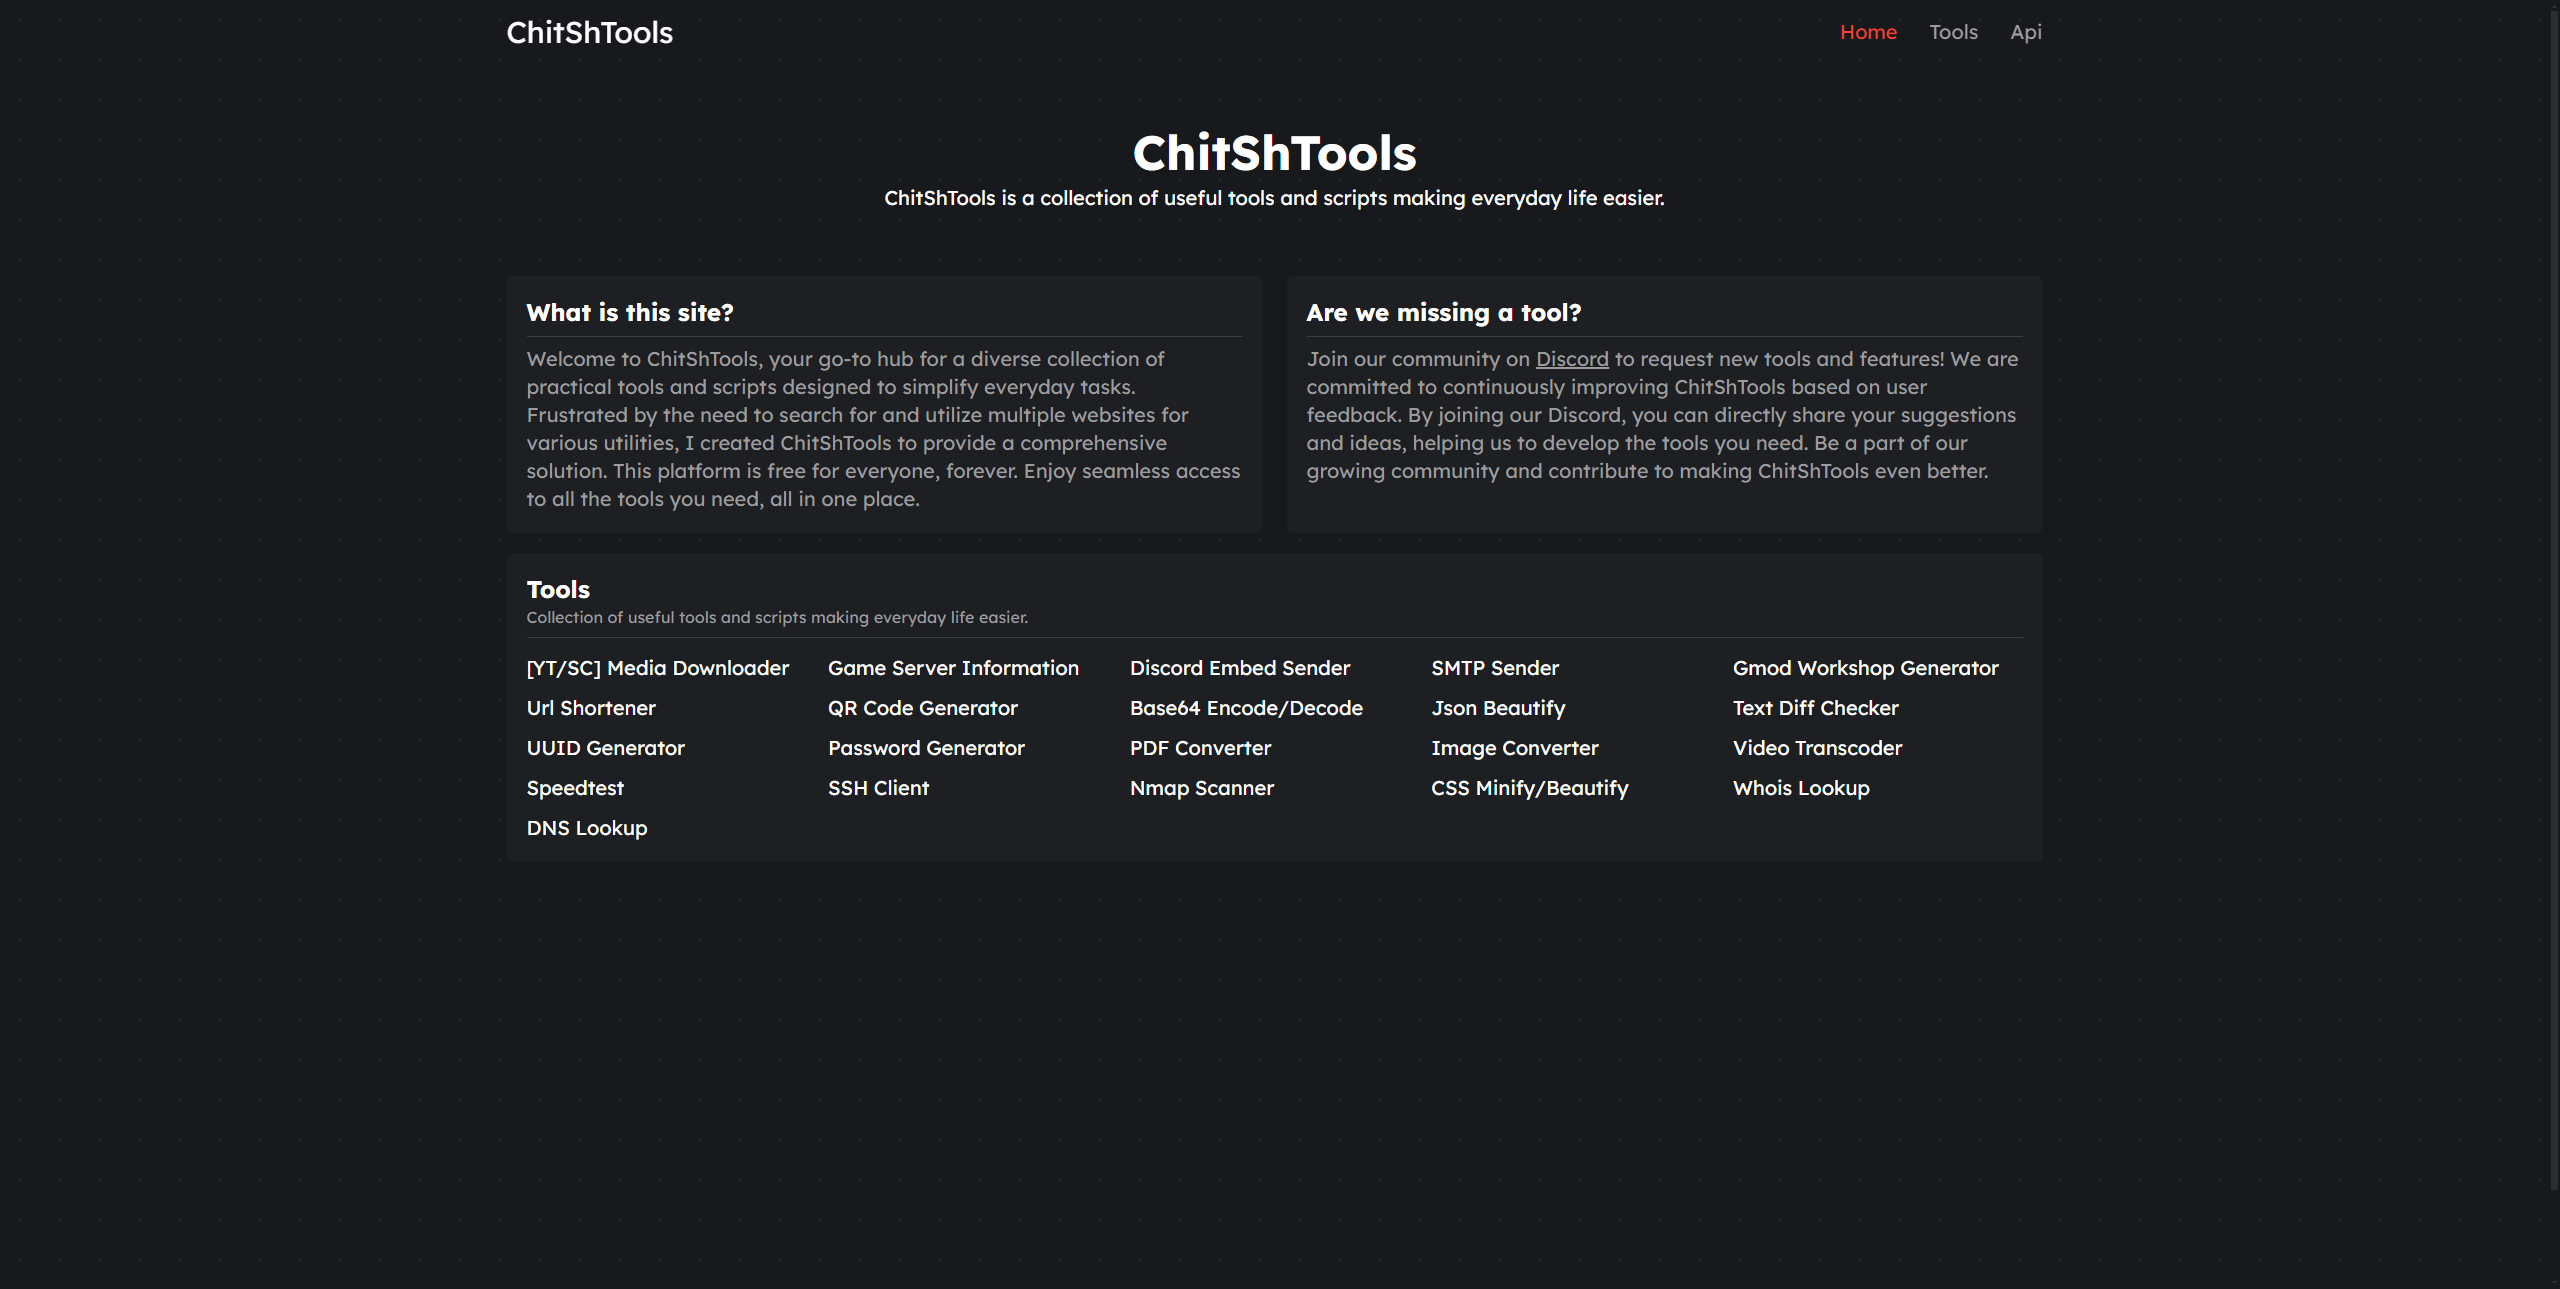 ChitShTools
Home Tools Api
ChitShTools
ChitShTools is a collection of useful tools and scripts making everyday life easier.
What is this site?
Welcome to ChitShTools, your go-to hub for a diverse collection of
practical tools and scripts designed to simplify everyday tasks.
Frustrated by the need to search for and utilize multiple websites for
various utilities, I created ChitShTools to provide a comprehensive
solution. This platform is free for everyone, forever. Enjoy seamless access
to all the tools you need, all in one place.
Are we missing a tool?
Join our community on Discord to request new tools and features! We are
committed to continuously improving ChitShTools based on user
feedback. By joining our Discord, you can directly share your suggestions
and ideas, helping us to develop the tools you need. Be a part of our
growing community and contribute to making ChitShTools even better.
Tools
Collection of useful tools and scripts making everyday life easier.
[YT/SC] Media Downloader Game Server Information Discord Embed Sender SMTP Sender Gmod Workshop Generator
Url Shortener QR Code Generator Base64 Encode/Decode Json Beautify Text Diff Checker
UUID Generator Password Generator PDF Converter Image Converter Video Transcoder
Speedtest SSH Client Nmap Scanner CSS Minify/Beautify Whois Lookup
DNS Lookup